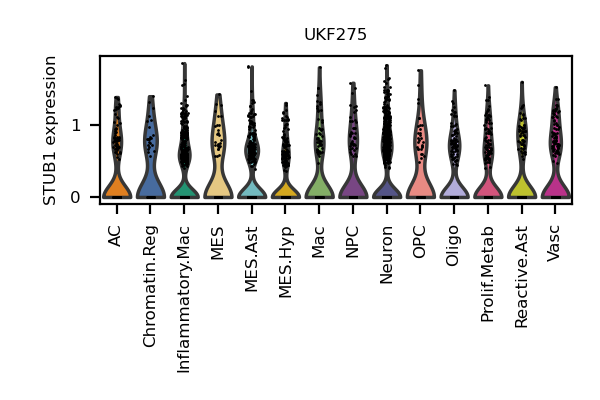 UKF275
STUB1 expression
1
0
AC
Chromatin.Reg
Inflammatory.Mac
MES
MES.Ast
MES.Hyp
Mac
NPC
Neuron
OPC
Oligo
Prolif.Metab
Reactive.Ast
Vasc